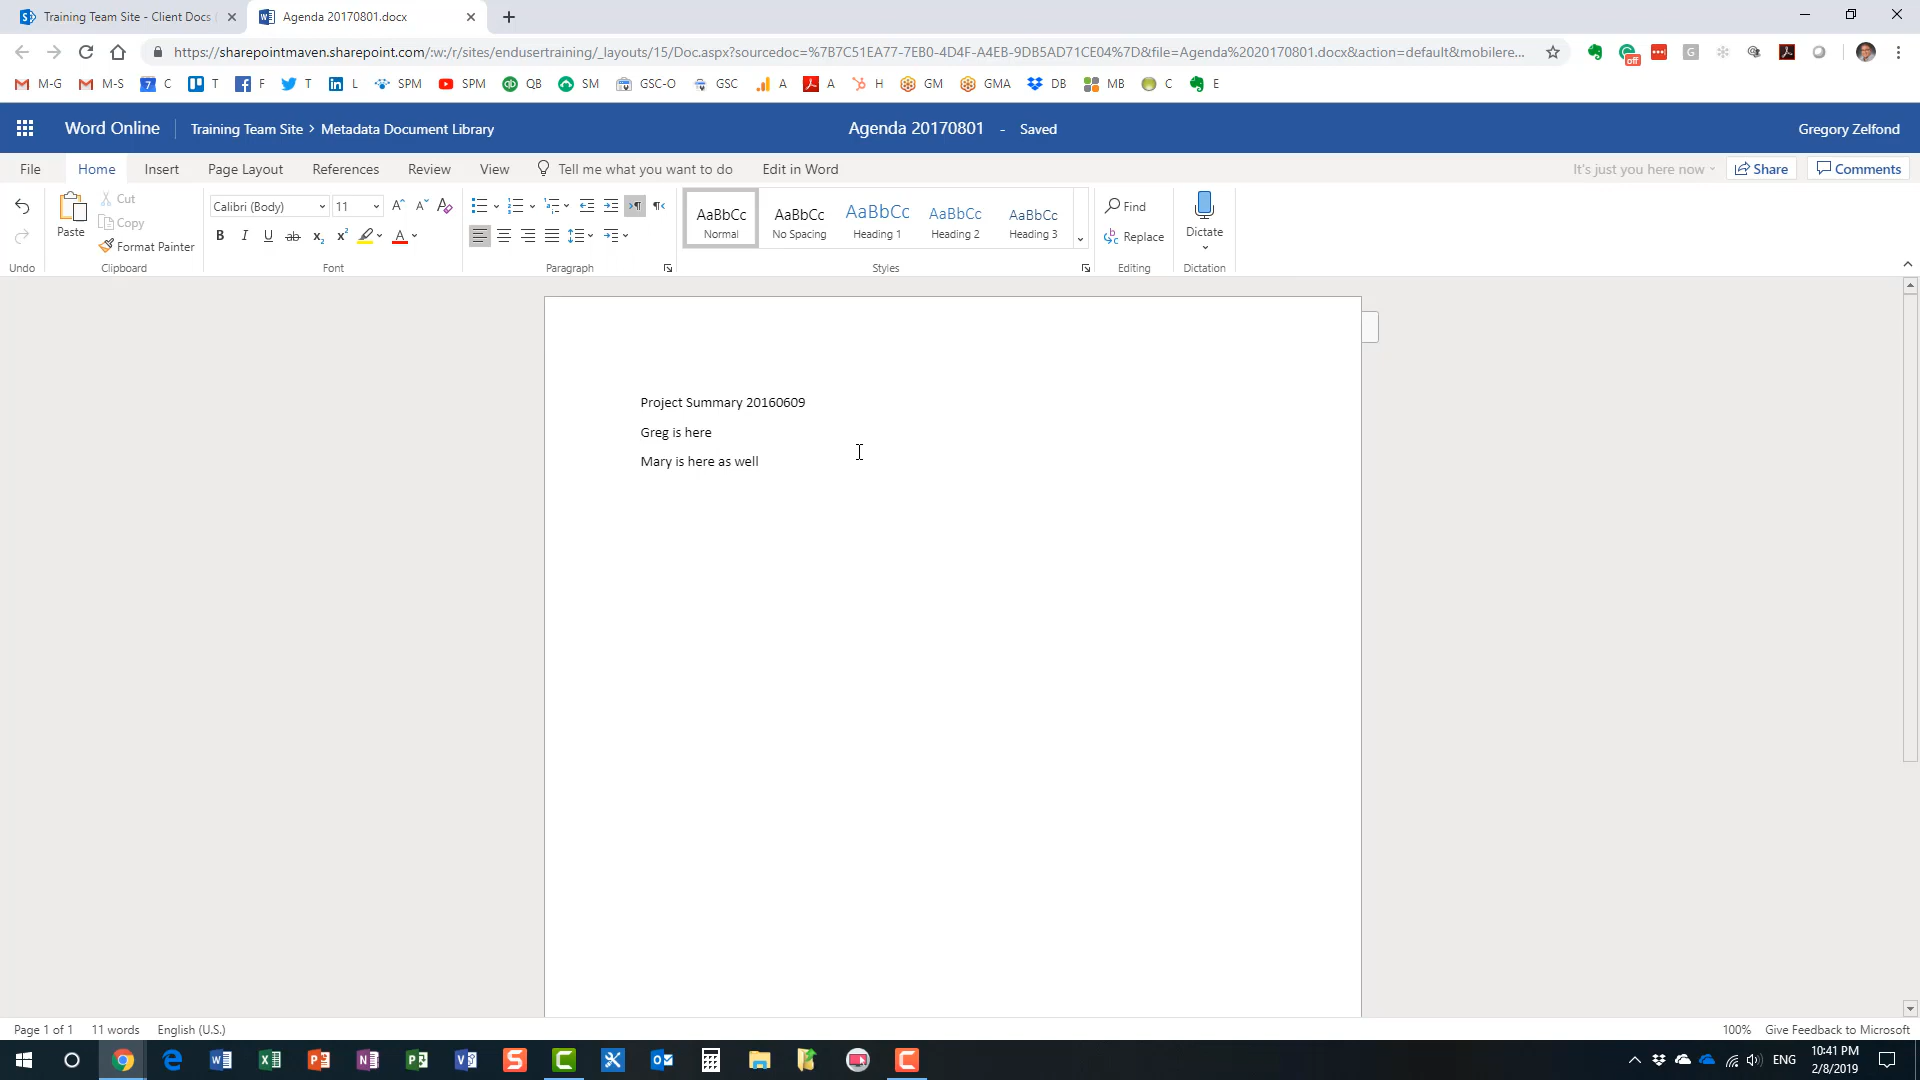 Training Team Site - Client Docs
Agenda 20170801.docx
https://sharepointmaven.sharepoint.com/:w:/r/sites/endusertraining/_layouts/15/Doc.aspx?sourcedoc=%7B7C51EA77-7EB0-4D4F-A4EB-9DB5AD71CE04%7D&file=Agenda%2020170801.docx&action=default&mobilere...
off
M-G M-S 7 C T F T L SPM SPM QB SM GSC-O GSC A A H GM GMA DB MB C E
Word Online Training Team Site > Metadata Document Library Agenda 20170801 - Saved Gregory Zelfond
File Home Insert Page Layout References Review View Tell me what you want to do Edit in Word It's just you here now Share Comments
Cut
Copy
Format Painter
Paste
Calibri (Body) 11
B I U abc x₂ x² A
AaBbCc AaBbCc AaBbCc AaBbCc AaBbCc
Normal No Spacing Heading 1 Heading 2 Heading 3
Find
Replace
Dictate
Undo Clipboard Font Paragraph Styles Editing Dictation
Project Summary 20160609
Greg is here
Mary is here as well
Page 1 of 1 11 words English (U.S.) 100% Give Feedback to Microsoft
ENG
10:41 PM
2/8/2019